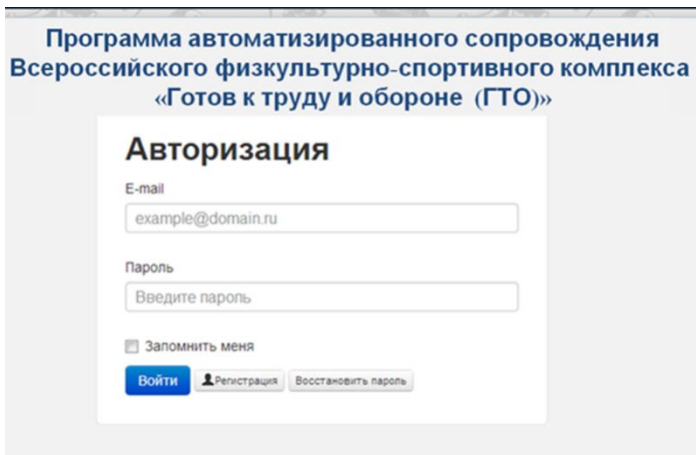 Программа автоматизированного сопровождения
Всероссийского физкультурно-спортивного комплекса
«Готов к труду и обороне (ГТО)»
Авторизация
E-mail
example@domain.ru
Пароль
Введите пароль
Запомнить меня
Войти Регистрация Восстановить пароль